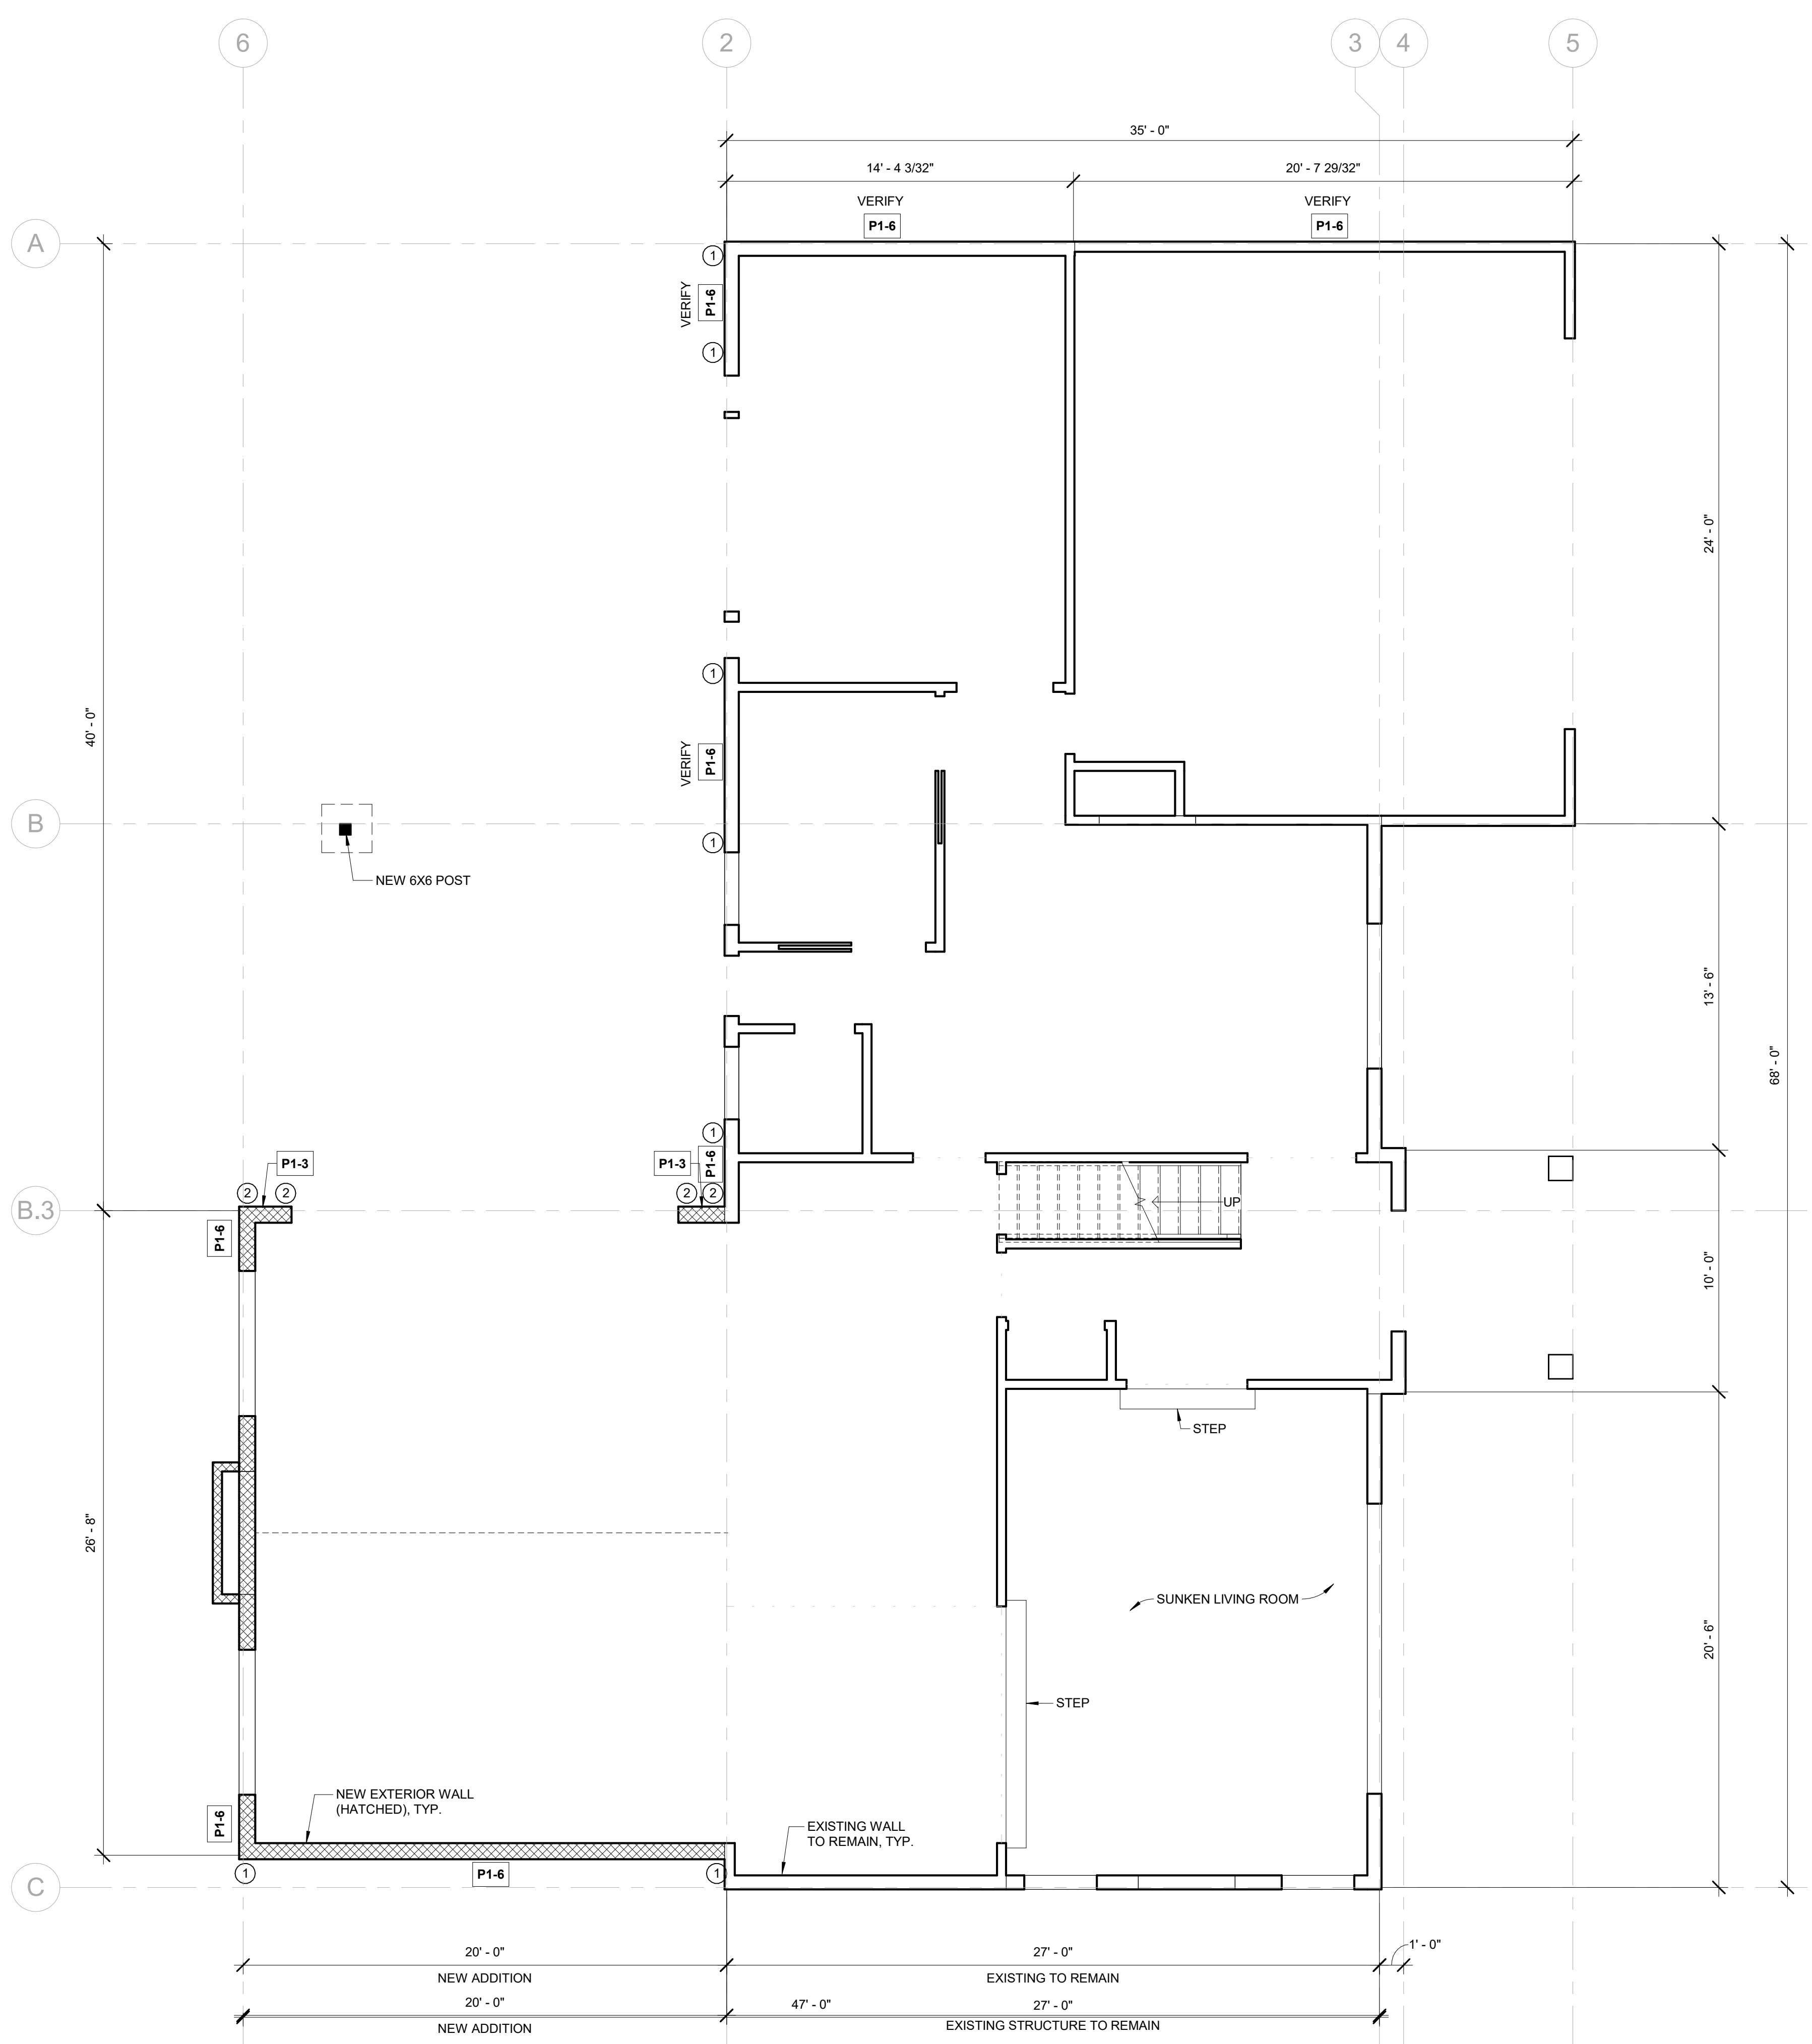 6
2
3
4
5
35' - 0"
14' - 4 3/32"
20' - 7 29/32"
VERIFY
VERIFY
P1-6
P1-6
A
1
VERIFY
P1-6
1
24' - 0"
40' - 0"
1
VERIFY
P1-6
B
1
NEW 6X6 POST
13' - 6"
68' - 0"
1
P1-3
P1-3
P1-6
2
2
2
2
UP
B.3
P1-6
10' - 0"
STEP
26' - 8"
SUNKEN LIVING ROOM
20' - 6"
STEP
NEW EXTERIOR WALL
(HATCHED), TYP.
P1-6
EXISTING WALL
TO REMAIN, TYP.
1
P1-6
1
C
1' - 0"
20' - 0"
27' - 0"
NEW ADDITION
EXISTING TO REMAIN
20' - 0"
47' - 0"
27' - 0"
NEW ADDITION
EXISTING STRUCTURE TO REMAIN